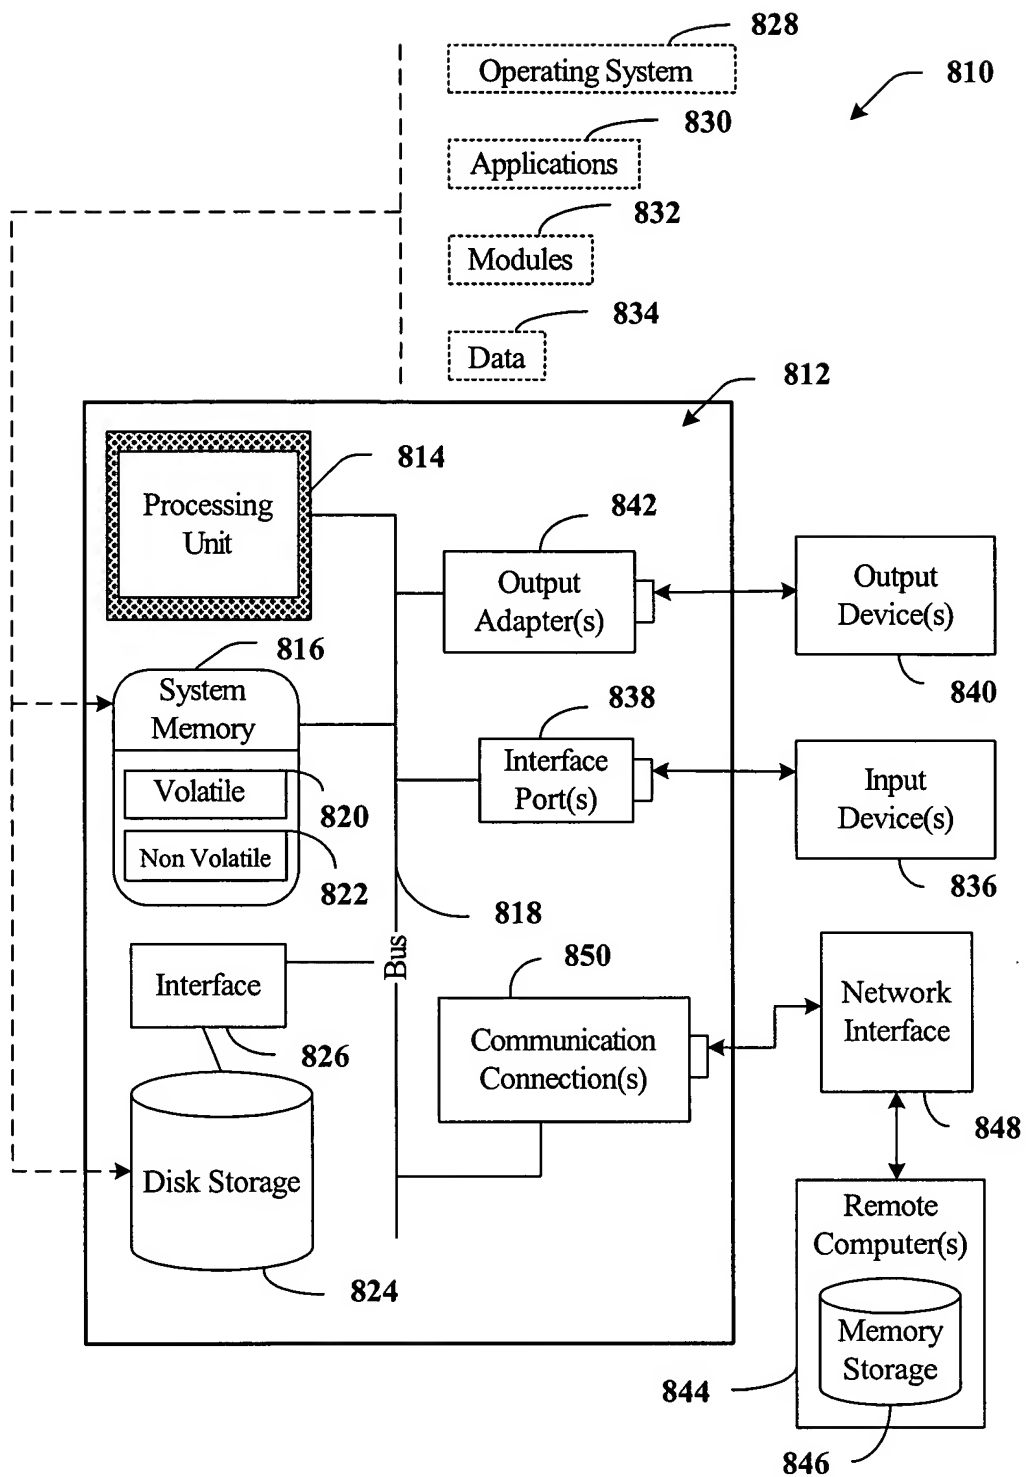 828
Operating System
810
830
Applications
832
Modules
834
Data
812
814
Processing
Unit
842
Output
Adapter(s)
Output
Device(s)
840
816
System
Memory
838
Interface
Port(s)
Input
Device(s)
836
Volatile
820
Non Volatile
822
818
Bus
850
Interface
826
Communication
Connection(s)
Network
Interface
848
Disk Storage
824
Remote
Computer(s)
Memory
Storage
844
846